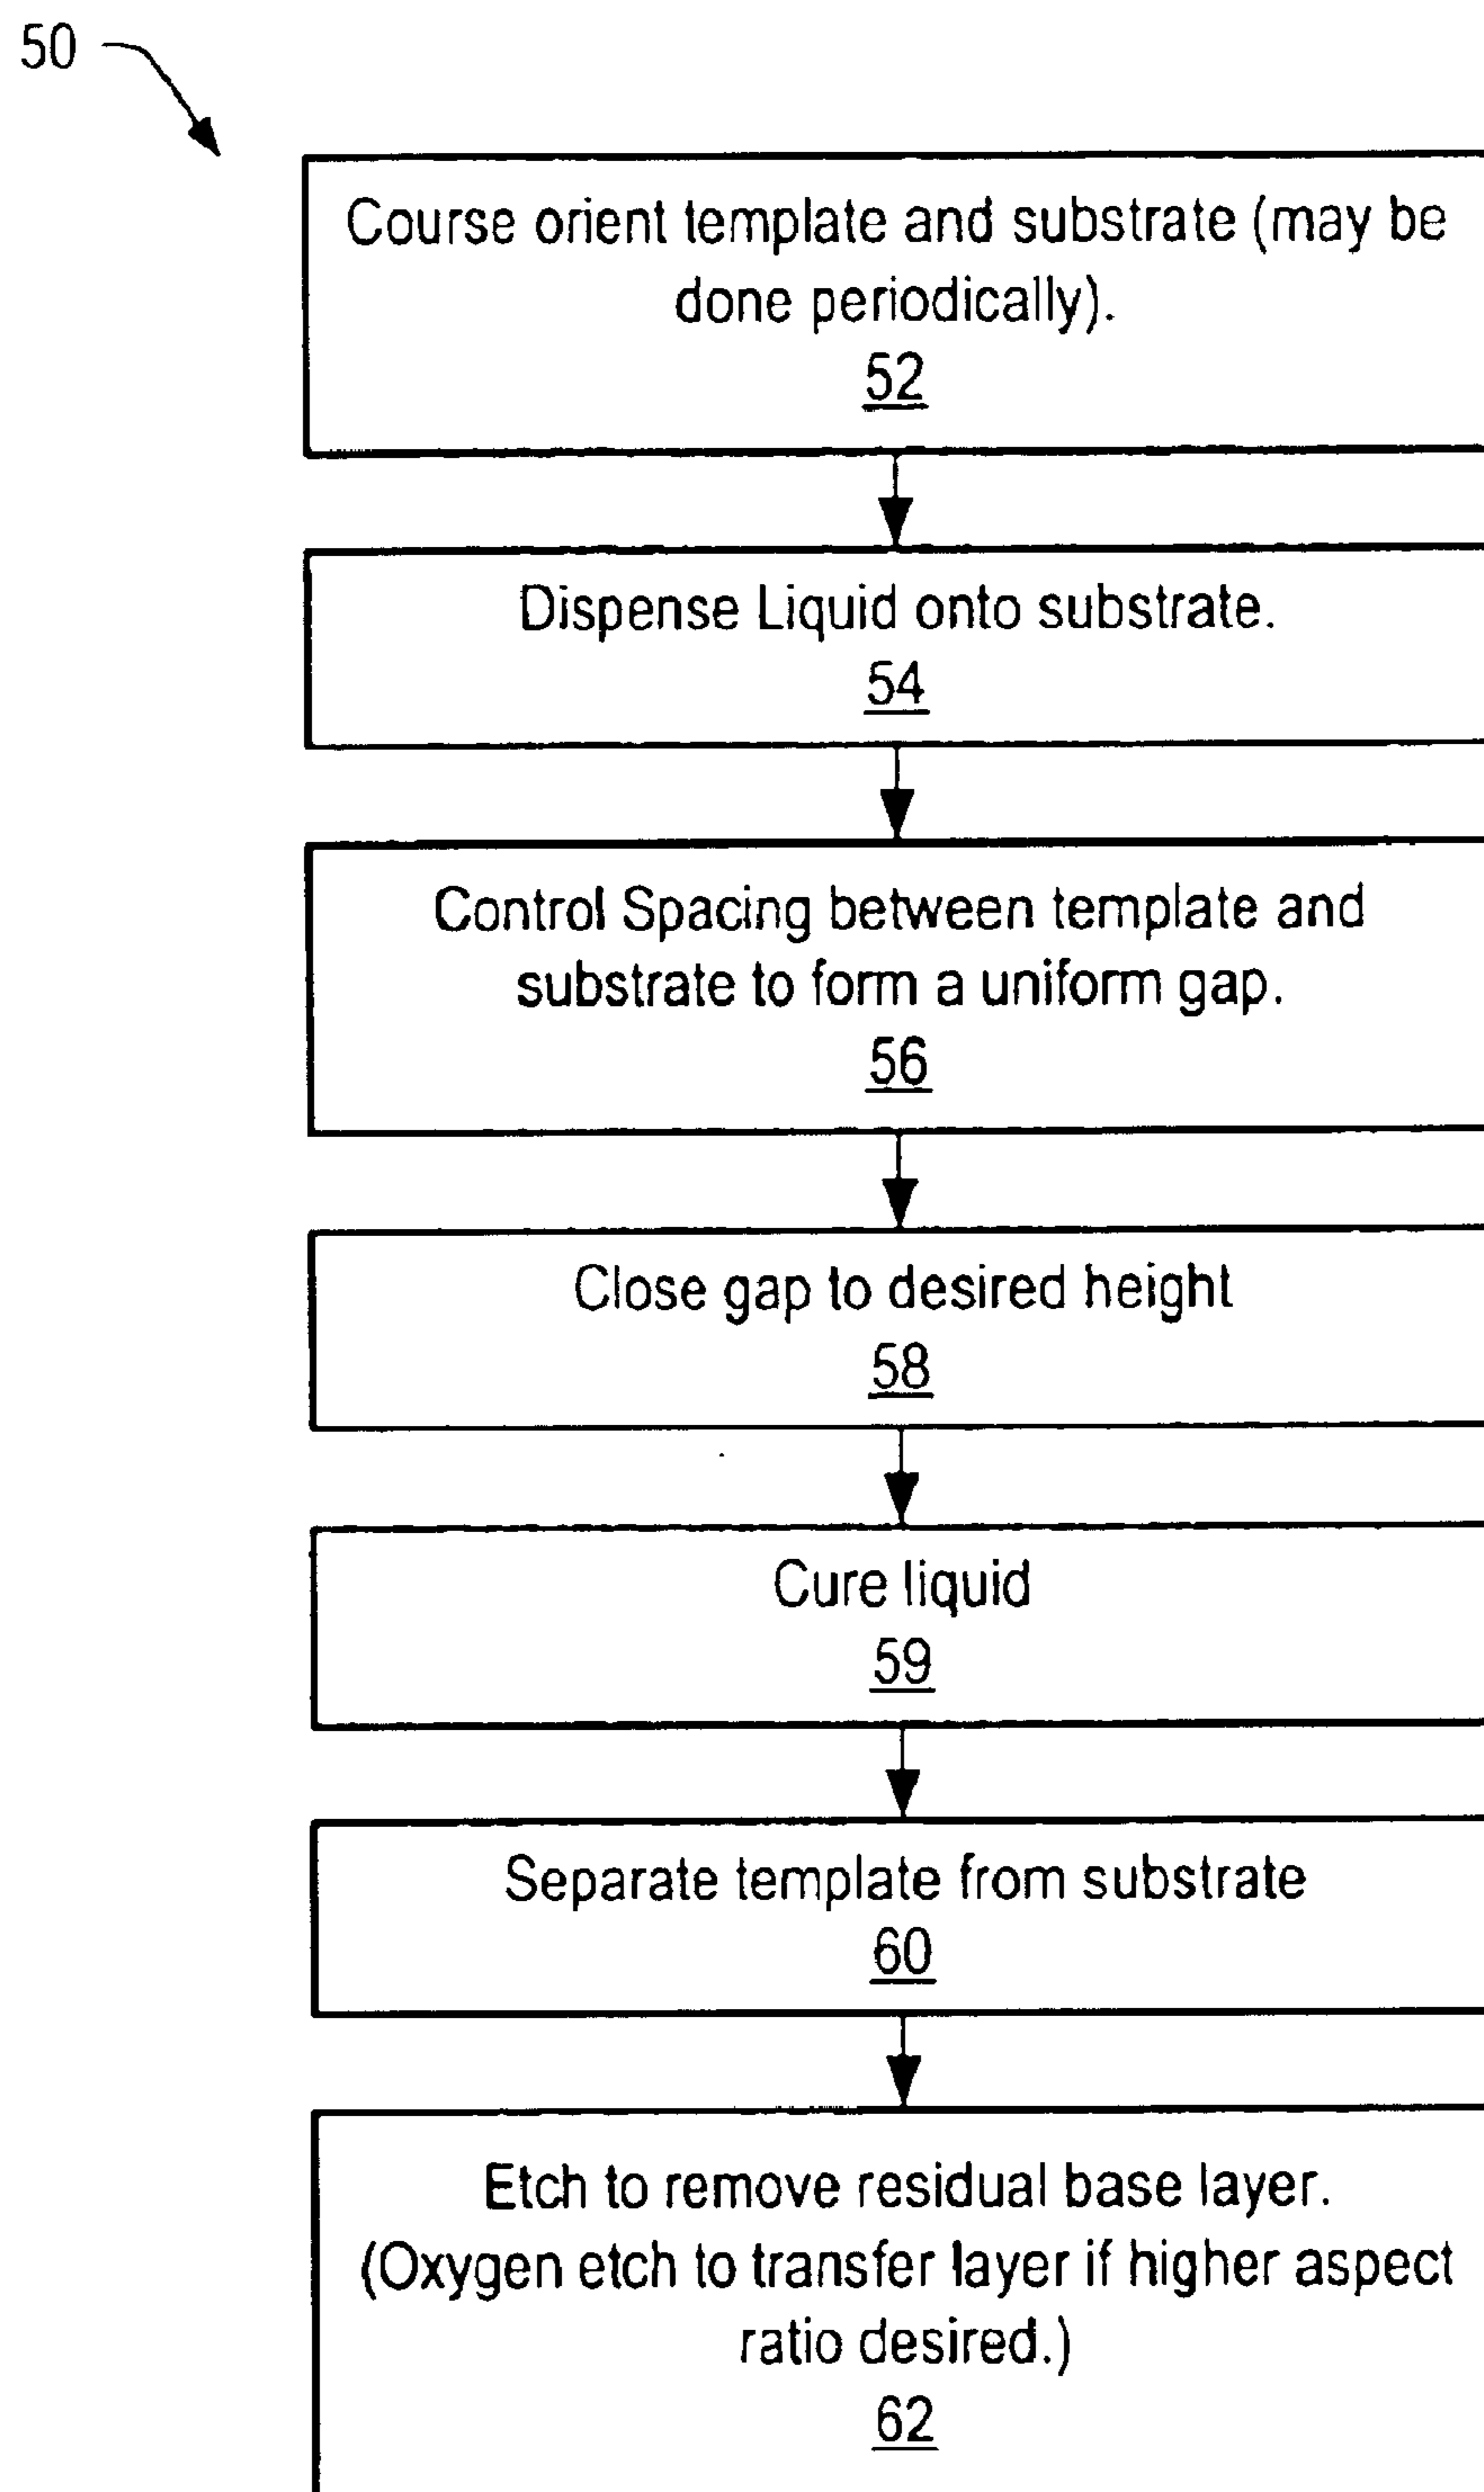 50
Course orient template and substrate (may be
done periodically).
52
Dispense Liquid onto substrate.
54
Control Spacing between template and
substrate to form a uniform gap.
56
Close gap to desired height
58
Cure liquid
59
Separate template from substrate
60
Etch to remove residual base layer.
(Oxygen etch to transfer layer if higher aspect
ratio desired.)
62